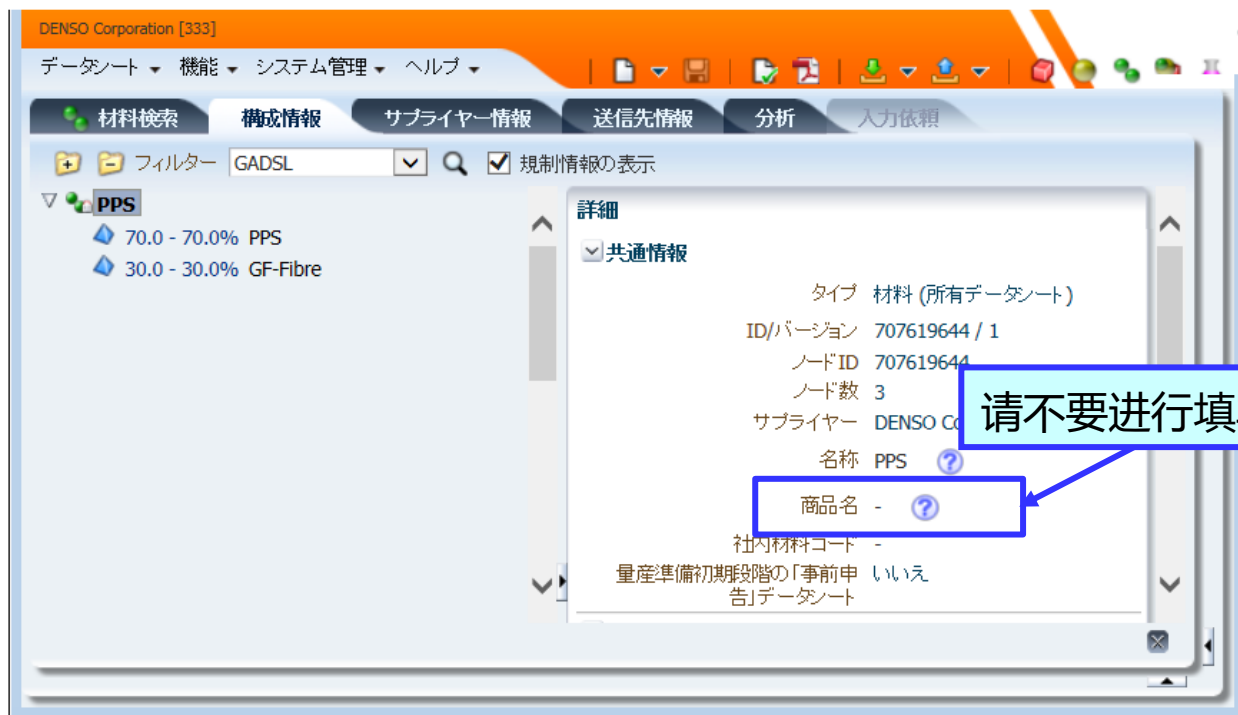 DENSO Corporation [333]
データシート 機能 システム管理 ヘルプ
材料検索 構成情報 サプライヤー情報 送信先情報 分析 入力依頼
フィルター GADSL 規制情報の表示
PPS
70.0 - 70.0% PPS
30.0 - 30.0% GF-Fibre
詳細
共通情報
タイプ 材料 (所有データシート)
ID/バージョン 707619644 / 1
ノードID 707619644
ノード数 3
サプライヤー DENSO
请不要进行填
名称 PPS
商品名 -
社内材料コード -
量産準備初期段階の「事前申 いいえ
告」データシート